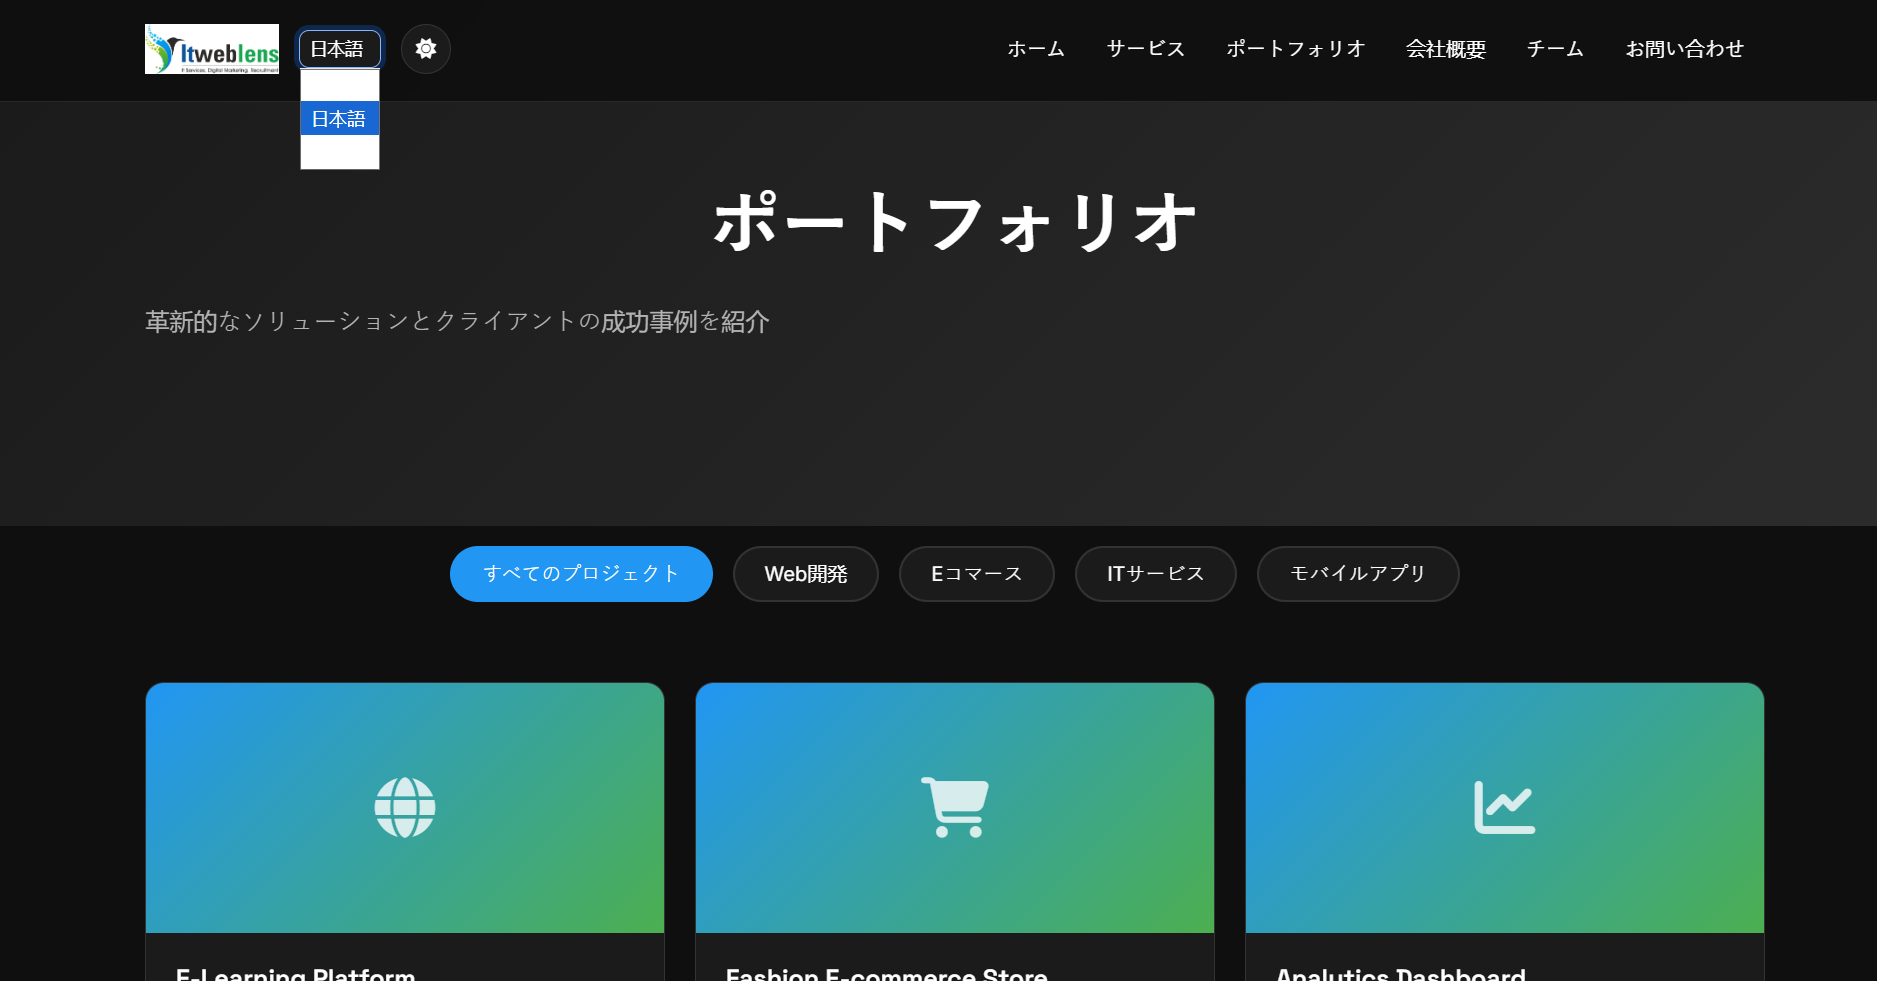 Itweblens
IT Services, Digital Marketing, Recruitment
日本語
ホーム
サービス
ポートフォリオ
会社概要
チーム
お問い合わせ
日本語
ポートフォリオ
革新的なソリューションとクライアントの成功事例を紹介
すべてのプロジェクト
Web開発
Eコマース
ITサービス
モバイルアプリ
E-Learning Platform
Fashion E-commerce Store
Analytics Dashboard